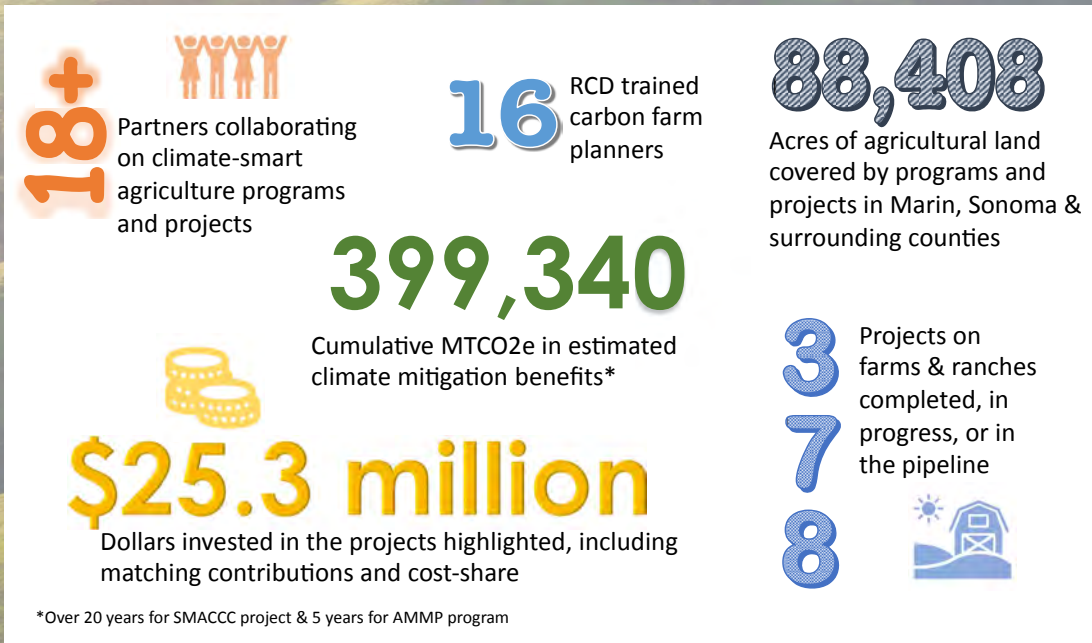 18+
Partners collaborating
on climate-smart
agriculture programs
and projects
16
RCD trained
carbon farm
planners
88,408
Acres of agricultural land
covered by programs and
projects in Marin, Sonoma &
surrounding counties
399,340
Cumulative MTCO2e in estimated
climate mitigation benefits*
378
Projects on
farms & ranches
completed, in
progress, or in
the pipeline
$25.3 million
Dollars invested in the projects highlighted, including
matching contributions and cost-share
*Over 20 years for SMACCC project & 5 years for AMMP program